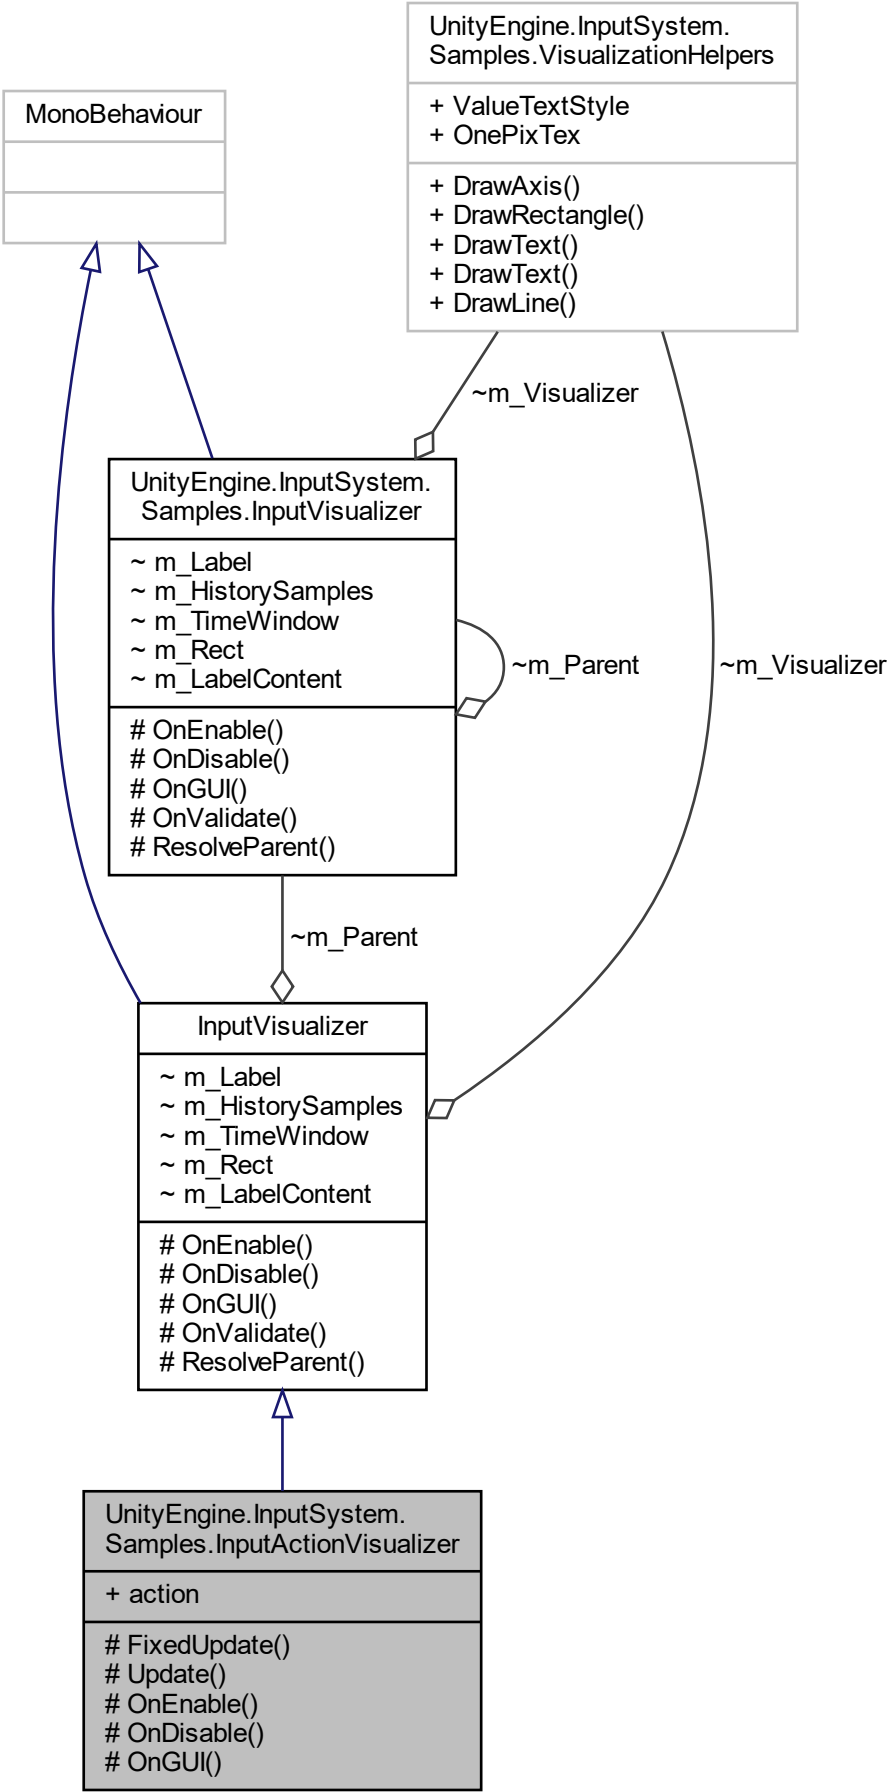 UnityEngine.InputSystem.
Samples.VisualizationHelpers
+ ValueTextStyle
+ OnePixTex
+ DrawAxis()
+ DrawRectangle()
+ DrawText()
+ DrawText()
+ DrawLine()
MonoBehaviour
~m_Visualizer
UnityEngine.InputSystem.
Samples.InputVisualizer
~ m_Label
~ m_HistorySamples
~ m_TimeWindow
~ m_Rect
~ m_LabelContent
# OnEnable()
# OnDisable()
# OnGUI()
# OnValidate()
# ResolveParent()
~m_Parent
~m_Visualizer
~m_Parent
InputVisualizer
~ m_Label
~ m_HistorySamples
~ m_TimeWindow
~ m_Rect
~ m_LabelContent
# OnEnable()
# OnDisable()
# OnGUI()
# OnValidate()
# ResolveParent()
UnityEngine.InputSystem.
Samples.InputActionVisualizer
+ action
# FixedUpdate()
# Update()
# OnEnable()
# OnDisable()
# OnGUI()